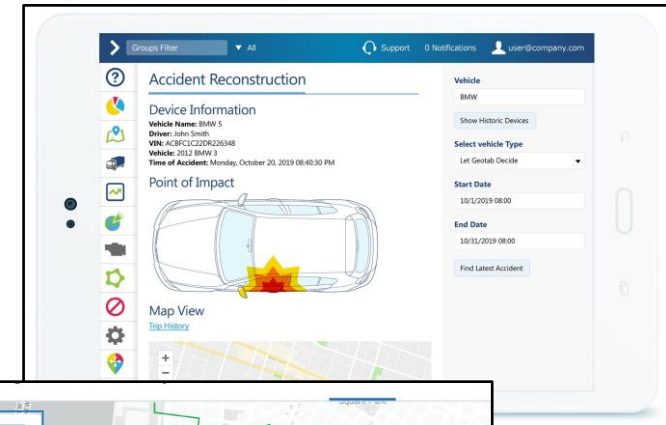 Groups Filter All Support 0 Notifications user@company.com
Accident Reconstruction
Device Information
Vehicle Name: BMW 5
Driver: John Smith
VIN: ACBFC1C22DR226348
Vehicle: 2012 BMW 3
Time of Accident: Monday, October 20, 2019 08:40:30 PM
Point of Impact
Map View
Trip History
+
−
Vehicle
BMW
Show Historic Devices
Select vehicle Type
Let Geotab Decide
Start Date
10/1/2019 08:00
End Date
10/31/2019 08:00
Find Latest Accident